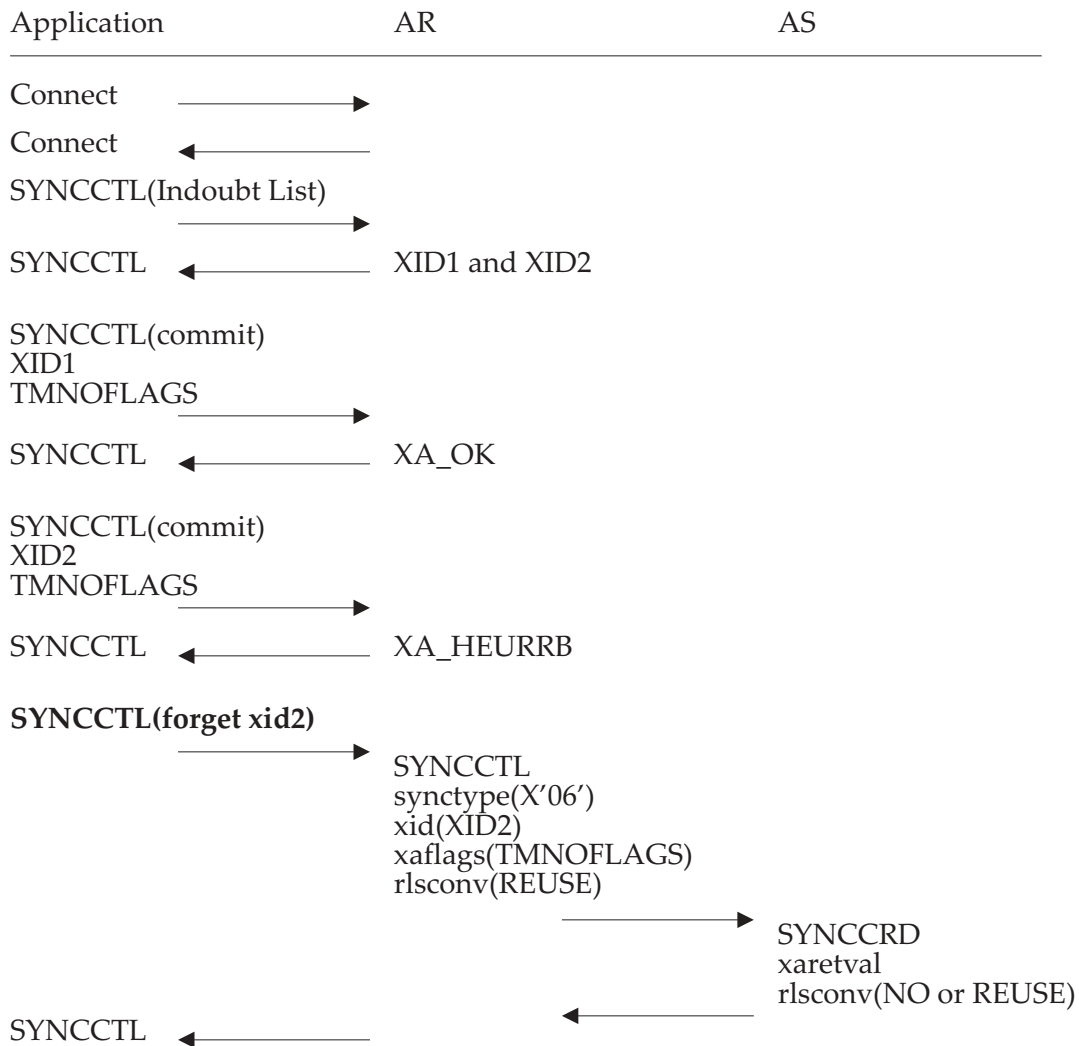 Application AR AS
Connect
Connect
SYNCCTL(Indoubt List)
SYNCCTL XID1 and XID2
SYNCCTL(commit)
XID1
TMNOFLAGS
SYNCCTL XA_OK
SYNCCTL(commit)
XID2
TMNOFLAGS
SYNCCTL XA_HEURRB
SYNCCTL(forget xid2)
SYNCCTL
synctype(X’06’)
xid(XID2)
xaflags(TMNOFLAGS)
rlsconv(REUSE)
SYNCCRD
xaretval
rlsconv(NO or REUSE)
SYNCCTL